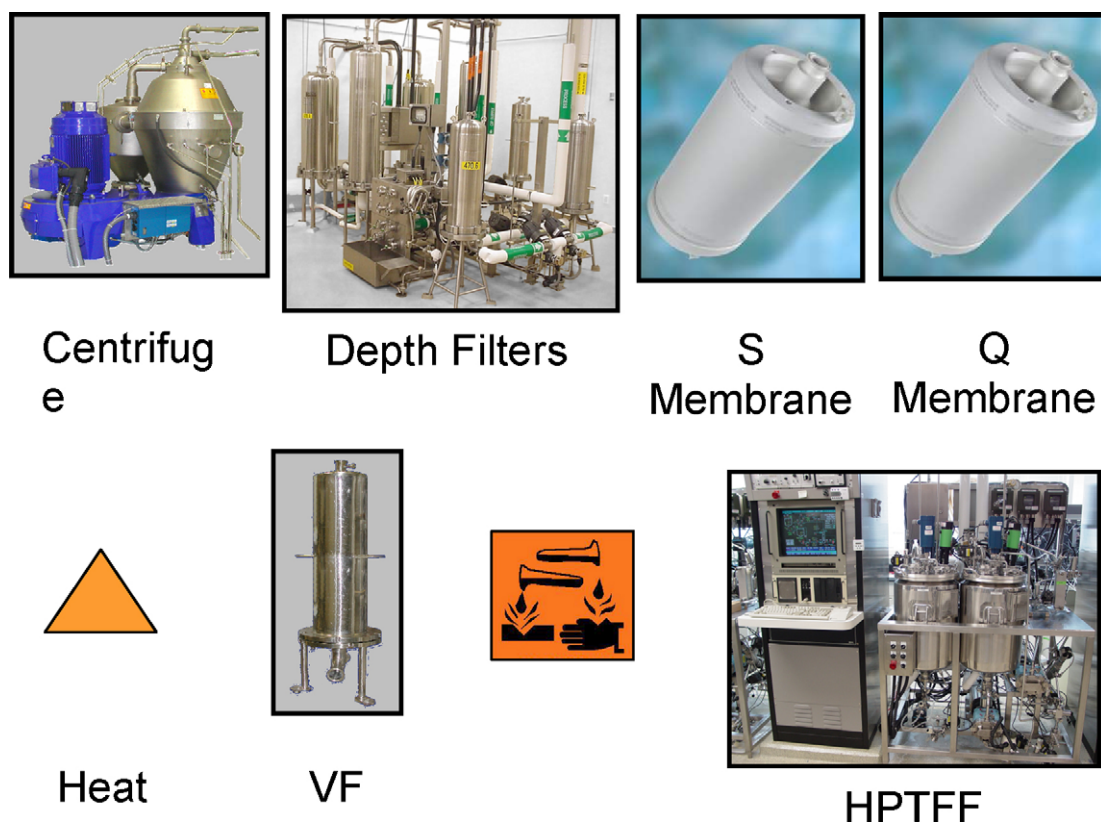 Centrifug
e
Depth Filters
S
Membrane
Q
Membrane
Heat
VF
HPTFF